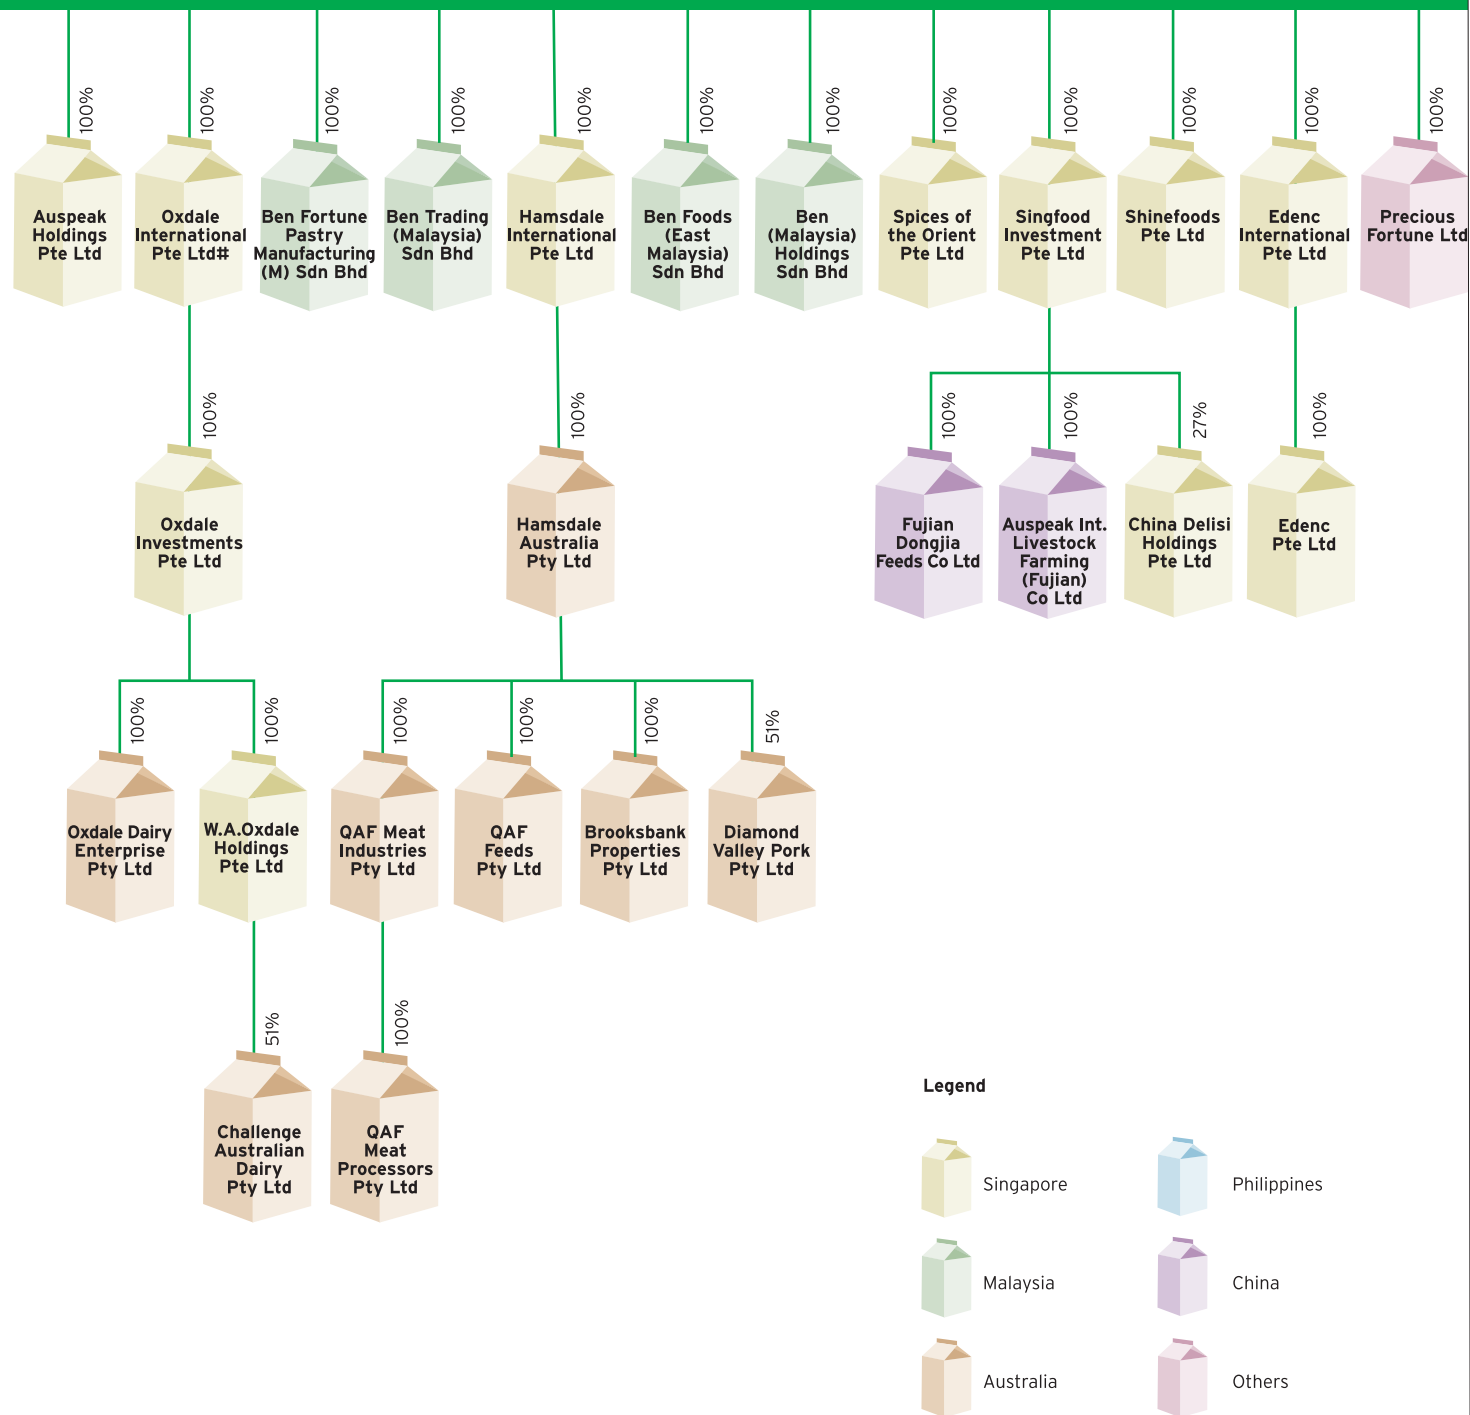 100%
100%
100%
100%
100%
100%
100%
100%
100%
100%
100%
100%
Auspeak
Holdings
Pte Ltd
Oxdale
International
Pte Ltd#
Ben Fortune
Pastry
Manufacturing
(M) Sdn Bhd
Ben Trading
(Malaysia)
Sdn Bhd
Hamsdale
International
Pte Ltd
Ben Foods
(East
Malaysia)
Sdn Bhd
Ben
(Malaysia)
Holdings
Sdn Bhd
Spices of
the Orient
Pte Ltd
Singfood
Investment
Pte Ltd
Shinefoods
Pte Ltd
Edenc
International
Pte Ltd
Precious
Fortune Ltd
100%
100%
100%
100%
27%
100%
Oxdale
Investments
Pte Ltd
Hamsdale
Australia
Pty Ltd
Fujian
Dongjia
Feeds Co Ltd
Auspeak Int.
Livestock
Farming
(Fujian)
Co Ltd
China Delisi
Holdings
Pte Ltd
Edenc
Pte Ltd
100%
100%
100%
100%
100%
51%
Oxdale Dairy
Enterprise
Pty Ltd
W.A.Oxdale
Holdings
Pte Ltd
QAF Meat
Industries
Pty Ltd
QAF
Feeds
Pty Ltd
Brooksbank
Properties
Pty Ltd
Diamond
Valley Pork
Pty Ltd
51%
100%
Challenge
Australian
Dairy
Pty Ltd
QAF
Meat
Processors
Pty Ltd
Legend
Singapore
Philippines
Malaysia
China
Australia
Others